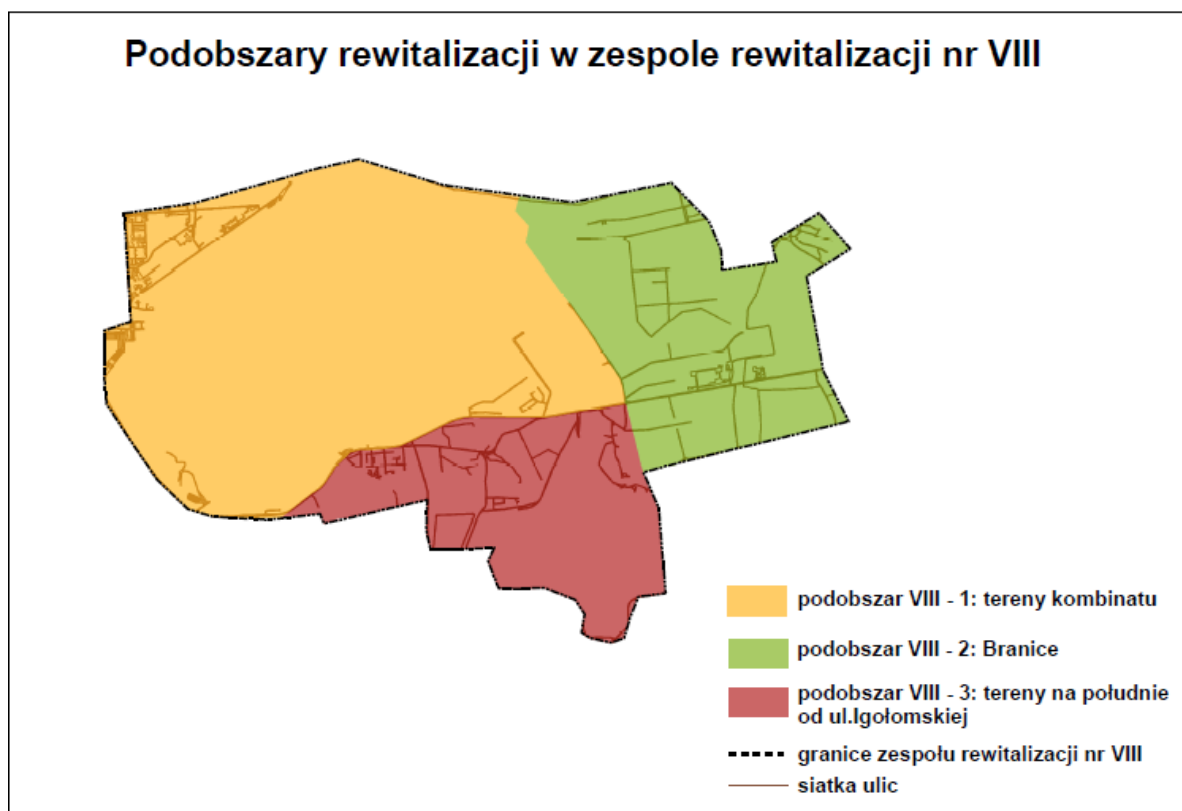 Podobszary rewitalizacji w zespole rewitalizacji nr VIII
podobszar VIII - 1: tereny kombinatu
podobszar VIII - 2: Branice
podobszar VIII - 3: tereny na południe
od ul.Igołomskiej
granice zespołu rewitalizacji nr VIII
siatka ulic